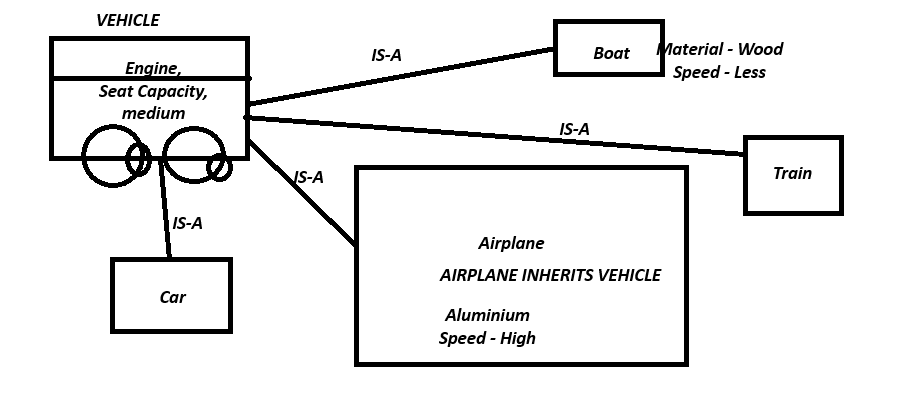 VEHICLE
Engine,
Seat Capacity,
medium
IS-A
Boat
Material - Wood
Speed - Less
IS-A
Train
IS-A
IS-A
Car
Airplane
AIRPLANE INHERITS VEHICLE
Aluminium
Speed - High